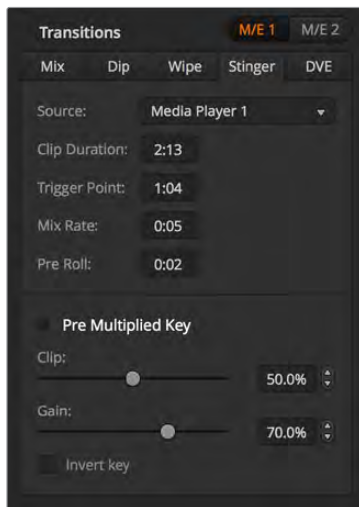 Transitions M/E 1 M/E 2
Mix Dip Wipe Stinger DVE
Source: Media Player 1
Clip Duration: 2:13
Trigger Point: 1:04
Mix Rate: 0:05
Pre Roll: 0:02
Pre Multiplied Key
Clip:
50.0%
Gain:
70.0%
Invert key